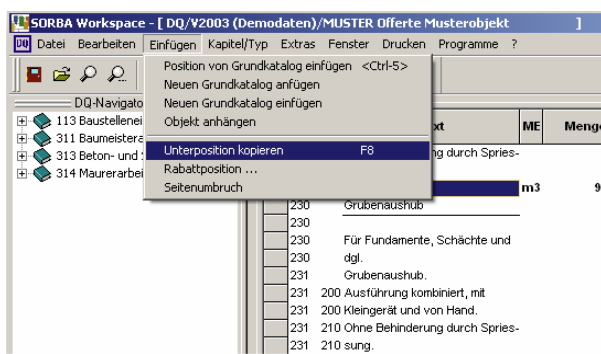 SORBA Workspace - [ DQ/V2003 (Demodaten)/MUSTER Offerte Musterobjekt ]
DQ Datei Bearbeiten Einfügen Kapitel/Typ Extras Fenster Drucken Programme ?
Position von Grundkatalog einfügen <Ctrl-5>
Neuen Grundkatalog anfügen
Neuen Grundkatalog einfügen
Objekt anhängen
Unterposition kopieren F8
Rabattposition ...
Seitenumbruch
DQ-Navigato
113 Baustellenei
311 Baumeistera
313 Beton- und
314 Maurerarbei
xt ME Menge
ng durch Spries-
m3 9
230 Grubenaushub
230
230 Für Fundamente, Schächte und
230 dgl.
231 Grubenaushub.
231 200 Ausführung kombiniert, mit
231 200 Kleingerät und von Hand.
231 210 Ohne Behinderung durch Spries-
231 210 sung.